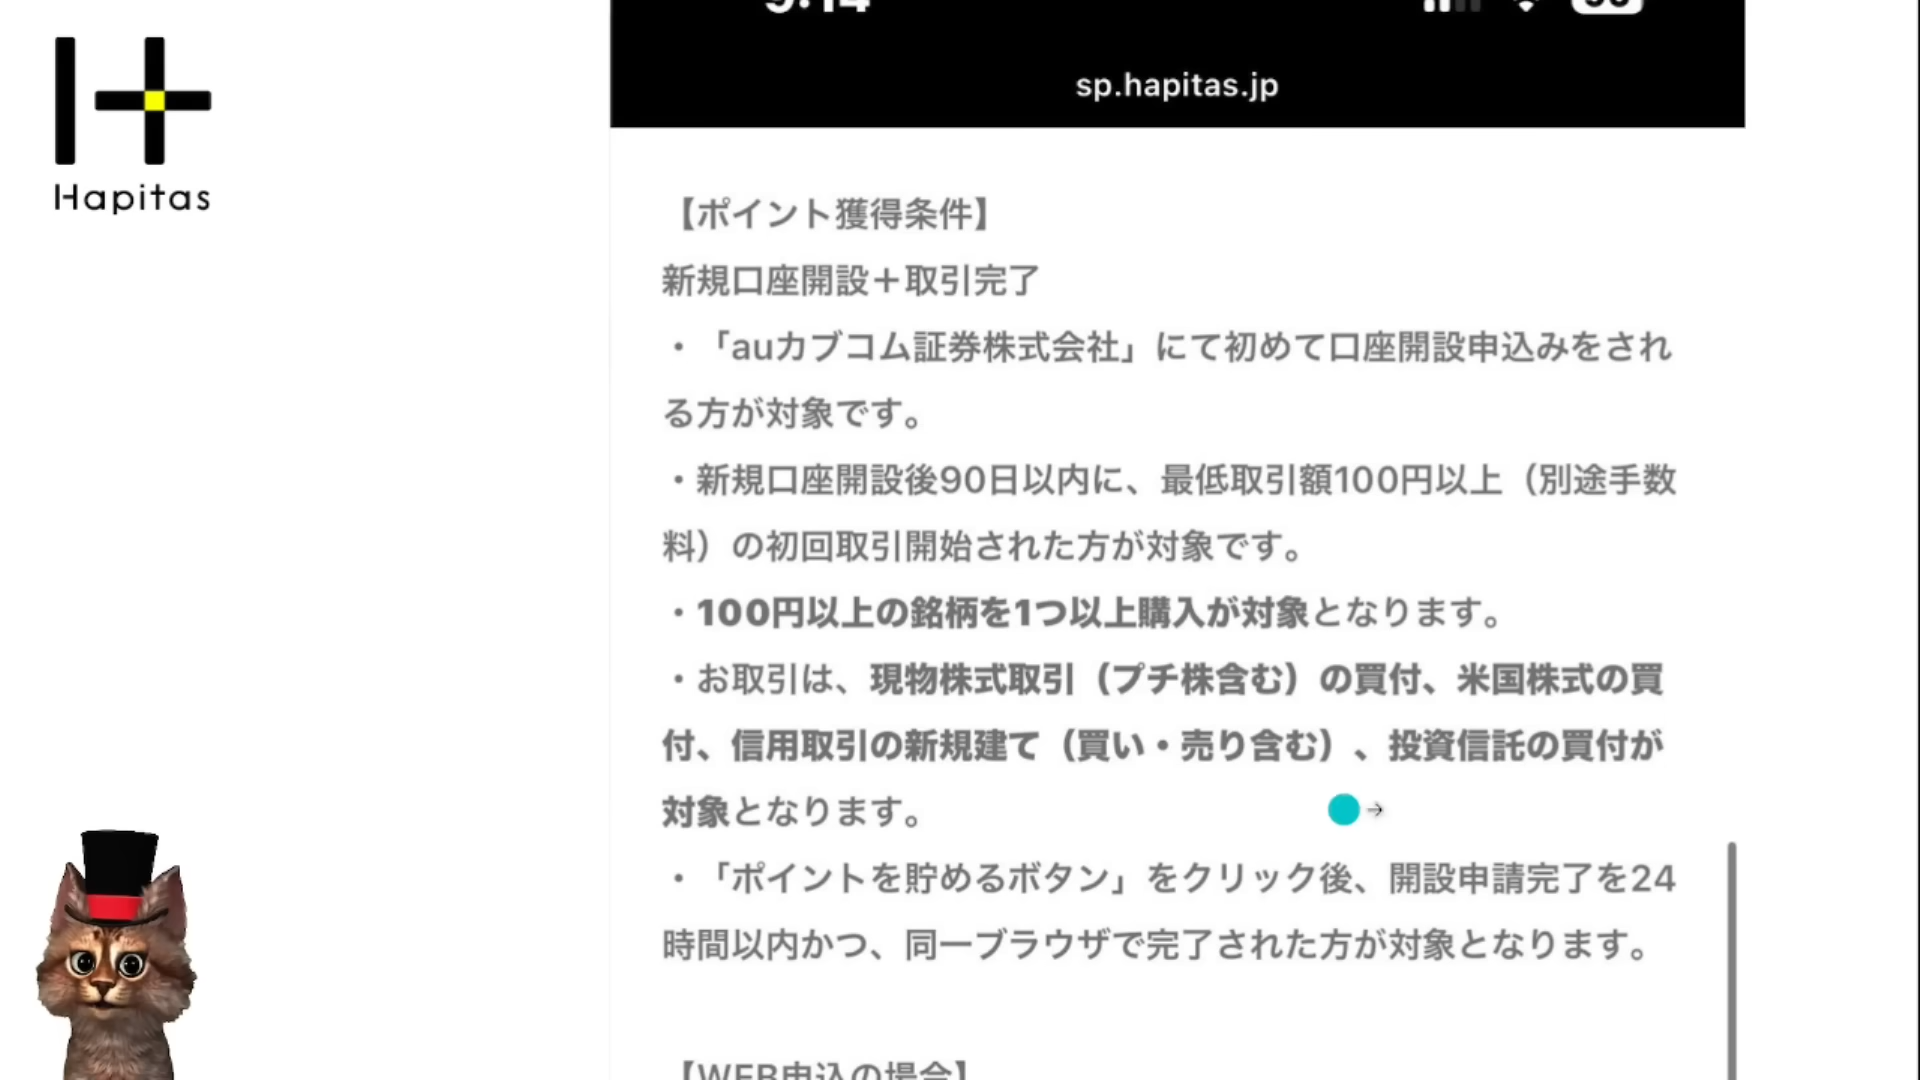 Hapitas
sp.hapitas.jp
【ポイント獲得条件】
新規口座開設＋取引完了
・「auカブコム証券株式会社」にて初めて口座開設申込みをされ
る方が対象です。
・新規口座開設後90日以内に、最低取引額100円以上（別途手数
料）の初回取引開始された方が対象です。
・100円以上の銘柄を1つ以上購入が対象となります。
・お取引は、現物株式取引（プチ株含む）の買付、米国株式の買
付、信用取引の新規建て（買い・売り含む）、投資信託の買付が
対象となります。
・「ポイントを貯めるボタン」をクリック後、開設申請完了を24
時間以内かつ、同一ブラウザで完了された方が対象となります。
【WEB申込の場合】